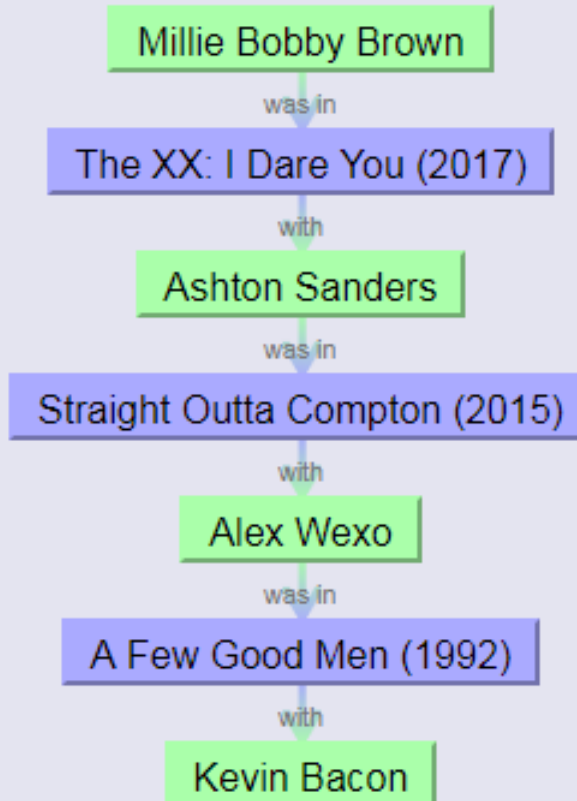 Millie Bobby Brown
was in
The XX: I Dare You (2017)
with
Ashton Sanders
was in
Straight Outta Compton (2015)
with
Alex Wexo
was in
A Few Good Men (1992)
with
Kevin Bacon